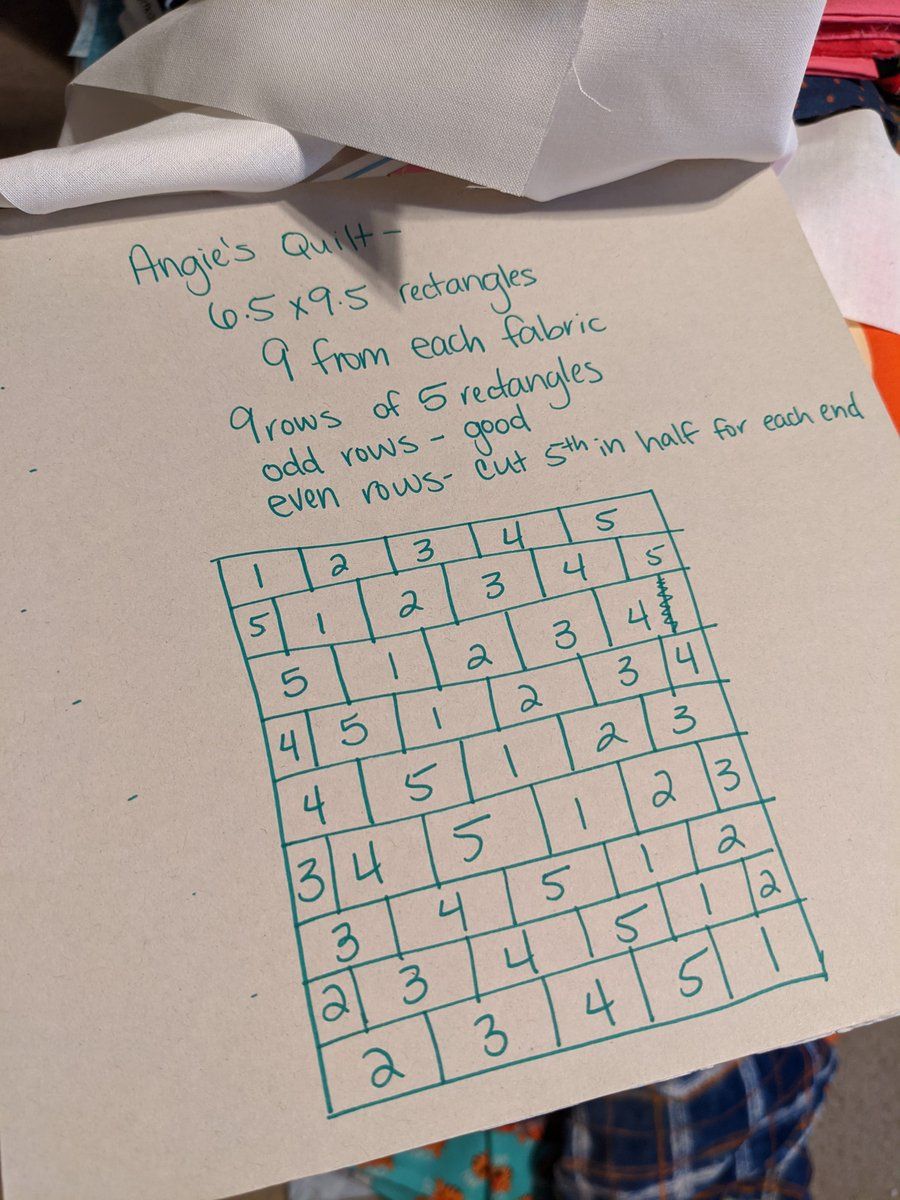 Angie's Quilt-
6.5x9.5 rectangles
9 from each fabric
9 rows of 5 rectangles
odd rows - good
even rows- cut 5th in half for each end
1 2 3 4 5
5 1 2 3 4 5
5 1 2 3 4
4 5 1 2 3 4
4 5 1 2 3
3 4 5 1 2 3
3 4 5 1 2
2 3 4 5 1 2
2 3 4 5 1